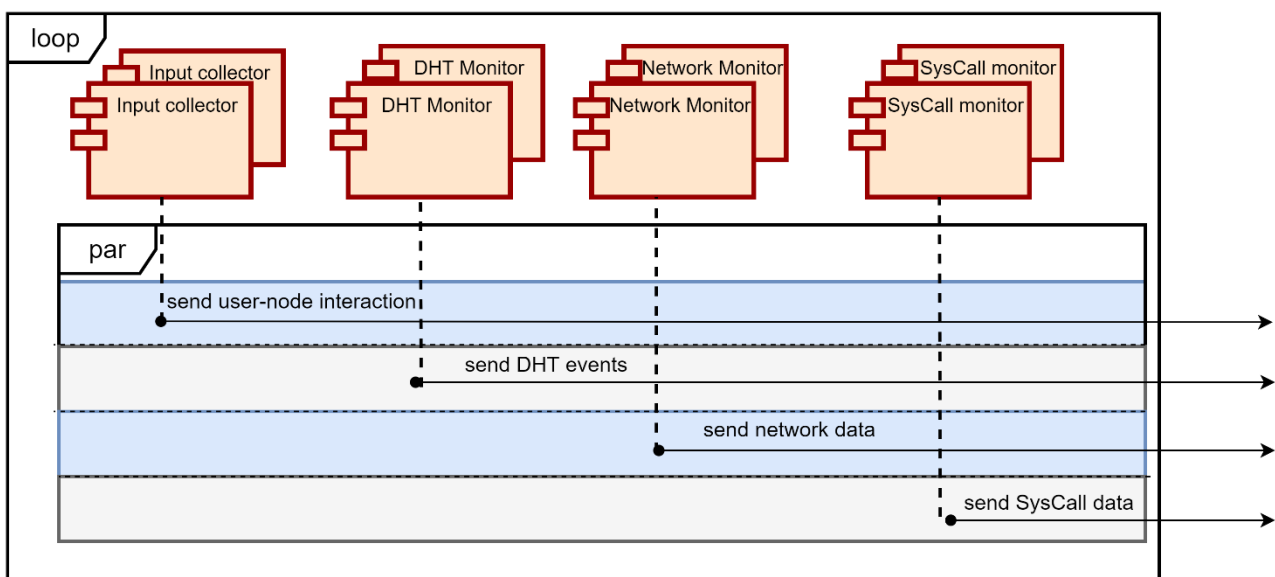 loop
Input collector
DHT Monitor
Network Monitor
SysCall monitor
Input collector
DHT Monitor
Network Monitor
SysCall monitor
par
send user-node interaction
send DHT events
send network data
send SysCall data